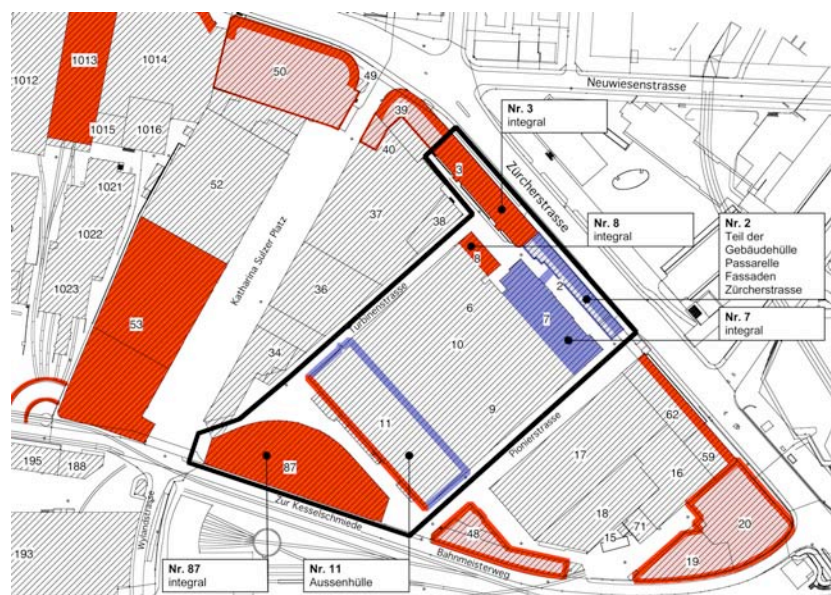 1012
1013
1014
1015
1016
1021
1022
1023
50
49
52
53
39
40
37
38
36
34
Katharina Sulzer Platz
Turbinenstrasse
Neuwiesenstrasse
Zürcherstrasse
Nr. 3
integral
3
Nr. 8
integral
8
Nr. 2
Teil der
Gebäudehülle
Passarelle
Fassaden
Zürcherstrasse
2
Nr. 7
integral
7
6
10
9
11
87
Pionierstrasse
17
18
15
71
16
62
59
20
19
48
Zur Kesselschmiede
Bahnmeisterweg
Wylandstrasse
195
188
193
Nr. 87
integral
Nr. 11
Aussenhülle